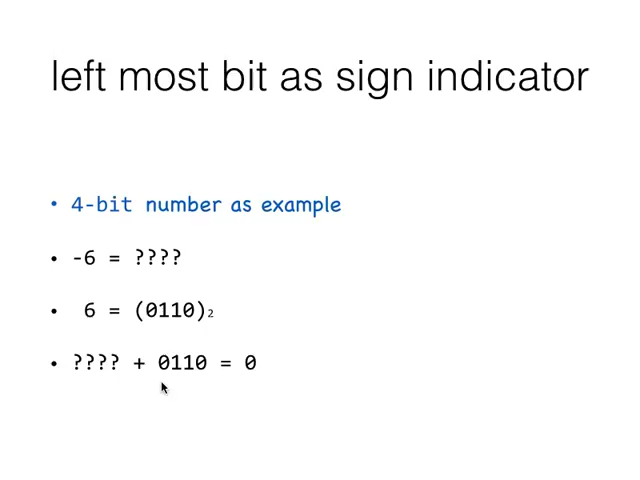 left most bit as sign indicator
• 4-bit number as example
• -6 = ????
• 6 = (0110)₂
• ???? + 0110 = 0